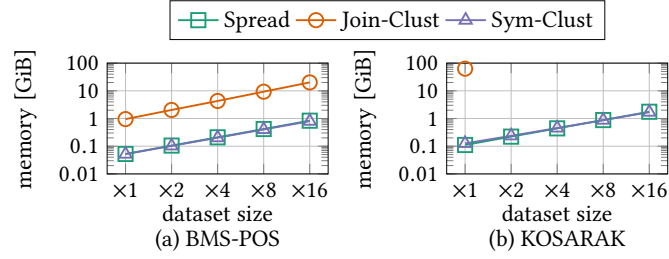 Spread Join-Clust Sym-Clust
memory [GiB]
100
10
1
0.1
0.01
×1 ×2 ×4 ×8 ×16
dataset size
(a) BMS-POS
memory [GiB]
100
10
1
0.1
0.01
×1 ×2 ×4 ×8 ×16
dataset size
(b) KOSARAK